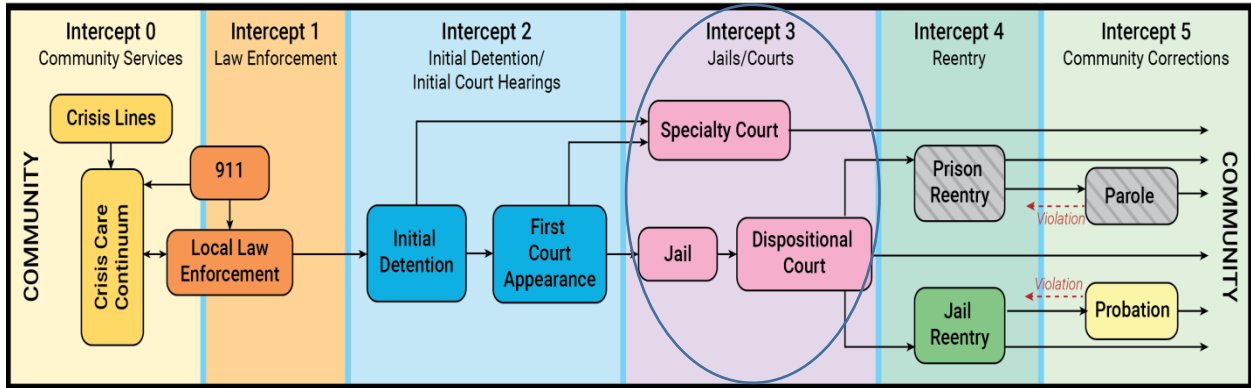 Intercept 0
Community Services
Intercept 1
Law Enforcement
Intercept 2
Initial Detention/
Initial Court Hearings
Intercept 3
Jails/Courts
Intercept 4
Reentry
Intercept 5
Community Corrections
COMMUNITY
Crisis Lines
Crisis Care
Continuum
911
Local Law
Enforcement
Initial
Detention
First
Court
Appearance
Specialty Court
Jail
Dispositional
Court
Prison
Reentry
Parole
Violation
Jail
Reentry
Violation
Probation
COMMUNITY